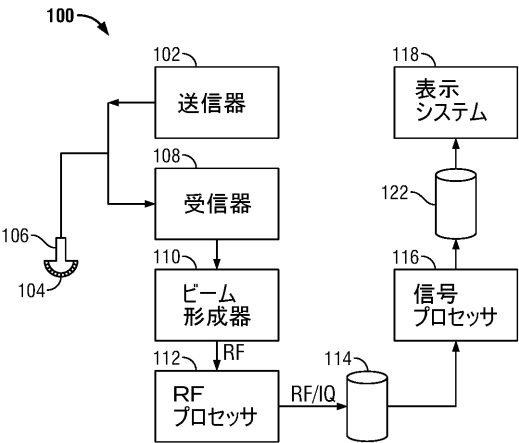 100
102
送信器
108
受信器
106
104
110
ビーム
形成器
RF
112
RF
プロセッサ
RF/IQ
114
116
信号
プロセッサ
122
118
表示
システム